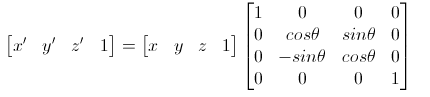 [x′ y′ z′ 1] = [x y z 1] [1 0 0 0
0 cosθ sinθ 0
0 −sinθ cosθ 0
0 0 0 1]